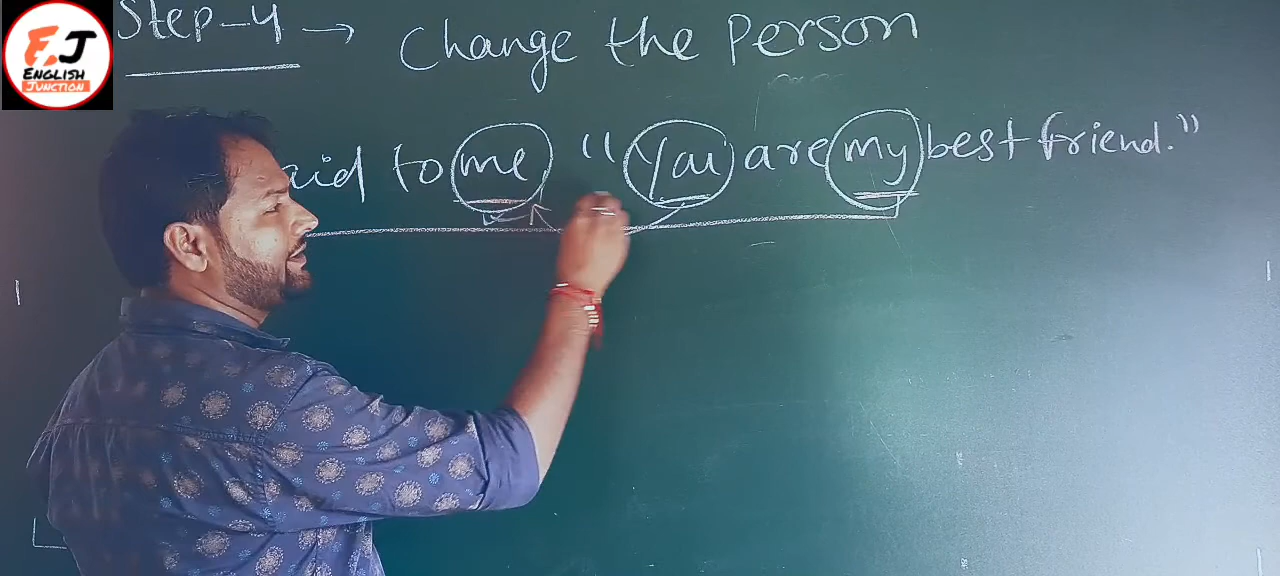 EJ
ENGLISH
JUNCTION
Step-4 → Change the Person
aid to me "You are my best friend."